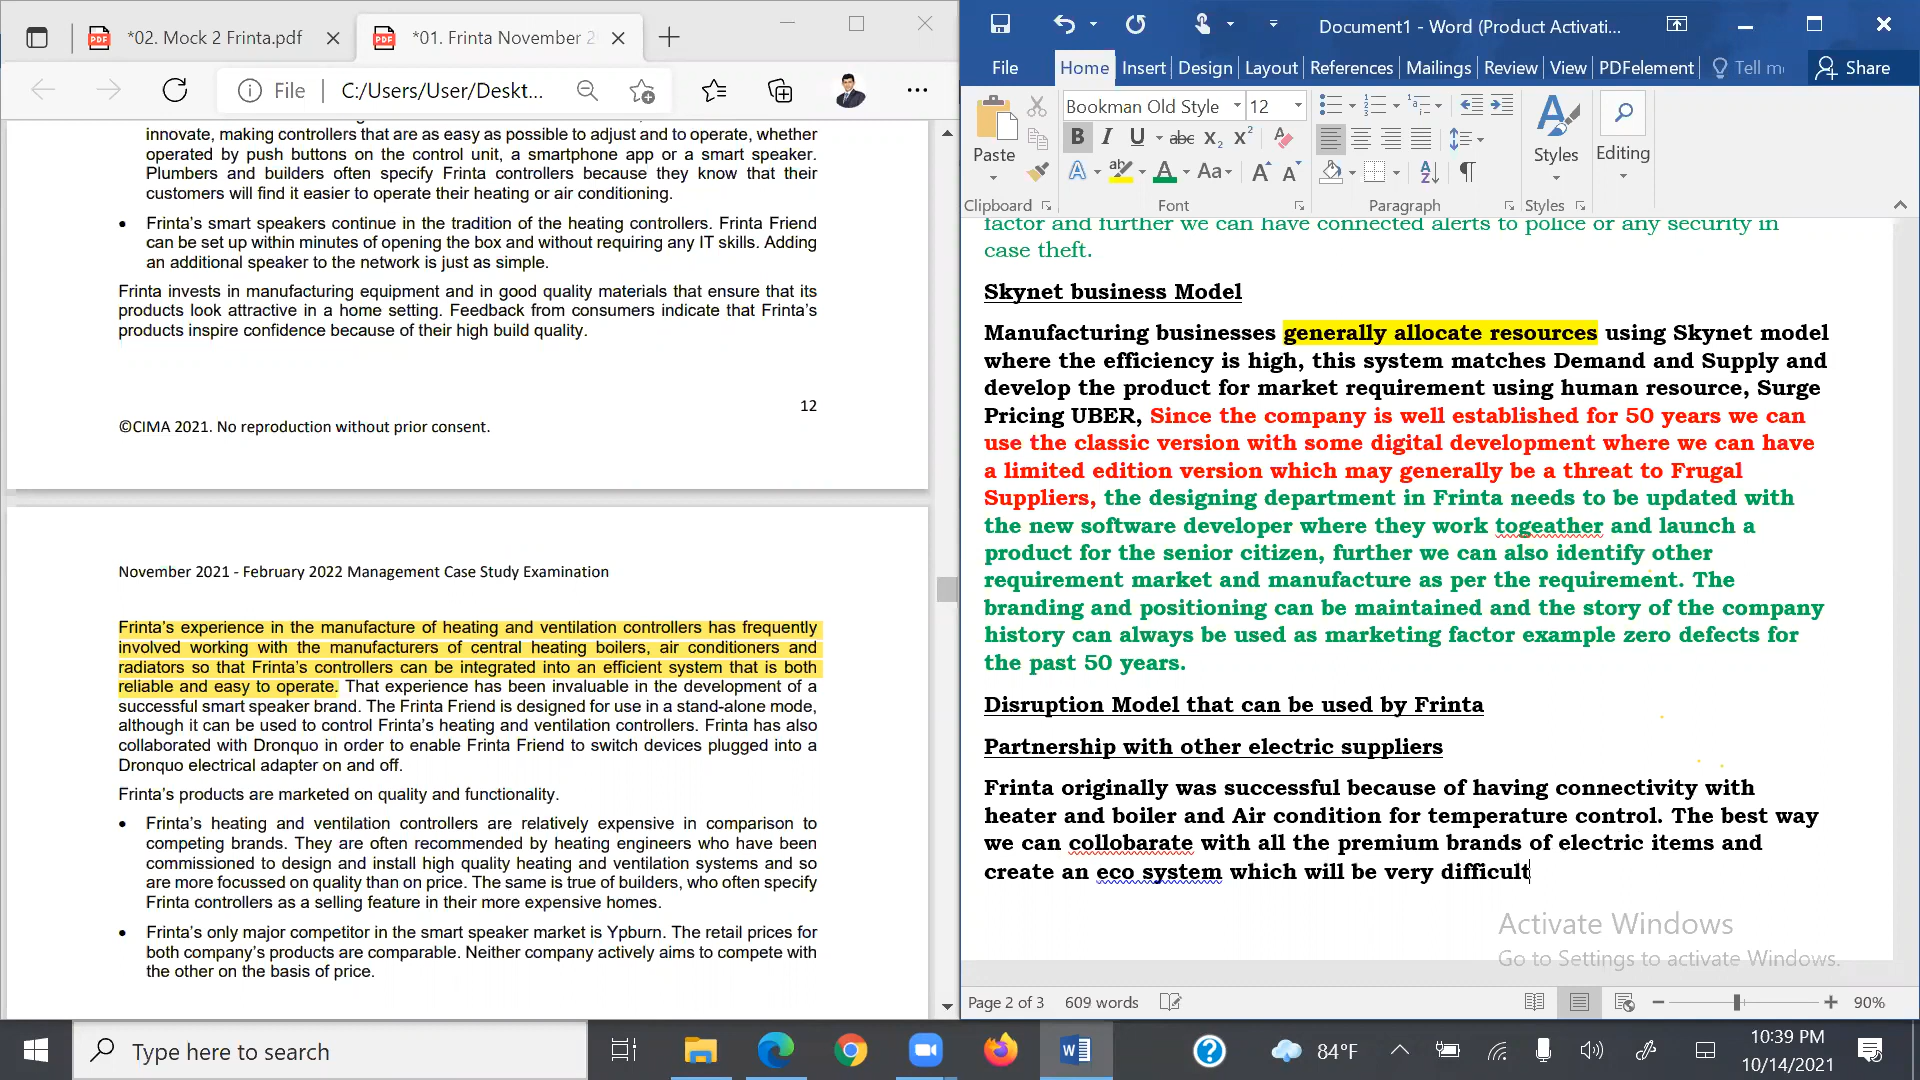 *02. Mock 2 Frinta.pdf
*01. Frinta November 2
File
C:/Users/User/Deskt...
innovate, making controllers that are as easy as possible to adjust and to operate, whether
operated by push buttons on the control unit, a smartphone app or a smart speaker.
Plumbers and builders often specify Frinta controllers because they know that their
customers will find it easier to operate their heating or air conditioning.
• Frinta's smart speakers continue in the tradition of the heating controllers. Frinta Friend
can be set up within minutes of opening the box and without requiring any IT skills. Adding
an additional speaker to the network is just as simple.
Frinta invests in manufacturing equipment and in good quality materials that ensure that its
products look attractive in a home setting. Feedback from consumers indicate that Frinta's
products inspire confidence because of their high build quality.
12
©CIMA 2021. No reproduction without prior consent.
November 2021 - February 2022 Management Case Study Examination
Frinta's experience in the manufacture of heating and ventilation controllers has frequently
involved working with the manufacturers of central heating boilers, air conditioners and
radiators so that Frinta's controllers can be integrated into an efficient system that is both
reliable and easy to operate. That experience has been invaluable in the development of a
successful smart speaker brand. The Frinta Friend is designed for use in a stand-alone mode,
although it can be used to control Frinta's heating and ventilation controllers. Frinta has also
collaborated with Dronquo in order to enable Frinta Friend to switch devices plugged into a
Dronquo electrical adapter on and off.
Frinta's products are marketed on quality and functionality.
• Frinta's heating and ventilation controllers are relatively expensive in comparison to
competing brands. They are often recommended by heating engineers who have been
commissioned to design and install high quality heating and ventilation systems and so
are more focussed on quality than on price. The same is true of builders, who often specify
Frinta controllers as a selling feature in their more expensive homes.
• Frinta's only major competitor in the smart speaker market is Ypburn. The retail prices for
both company's products are comparable. Neither company actively aims to compete with
the other on the basis of price.
Document1 - Word (Product Activati...
File Home Insert Design Layout References Mailings Review View PDFelement Tell m Share
Bookman Old Style 12
Paste
Styles
Editing
Clipboard Font Paragraph Styles
factor and further we can have connected alerts to police or any security in
case theft.
Skynet business Model
Manufacturing businesses generally allocate resources using Skynet model
where the efficiency is high, this system matches Demand and Supply and
develop the product for market requirement using human resource, Surge
Pricing UBER, Since the company is well established for 50 years we can
use the classic version with some digital development where we can have
a limited edition version which may generally be a threat to Frugal
Suppliers, the designing department in Frinta needs to be updated with
the new software developer where they work togeather and launch a
product for the senior citizen, further we can also identify other
requirement market and manufacture as per the requirement. The
branding and positioning can be maintained and the story of the company
history can always be used as marketing factor example zero defects for
the past 50 years.
Disruption Model that can be used by Frinta
Partnership with other electric suppliers
Frinta originally was successful because of having connectivity with
heater and boiler and Air condition for temperature control. The best way
we can collobarate with all the premium brands of electric items and
create an eco system which will be very difficult
Activate Windows
Go to Settings to activate Windows.
Page 2 of 3 609 words
90%
Type here to search
84°F
10:39 PM
10/14/2021